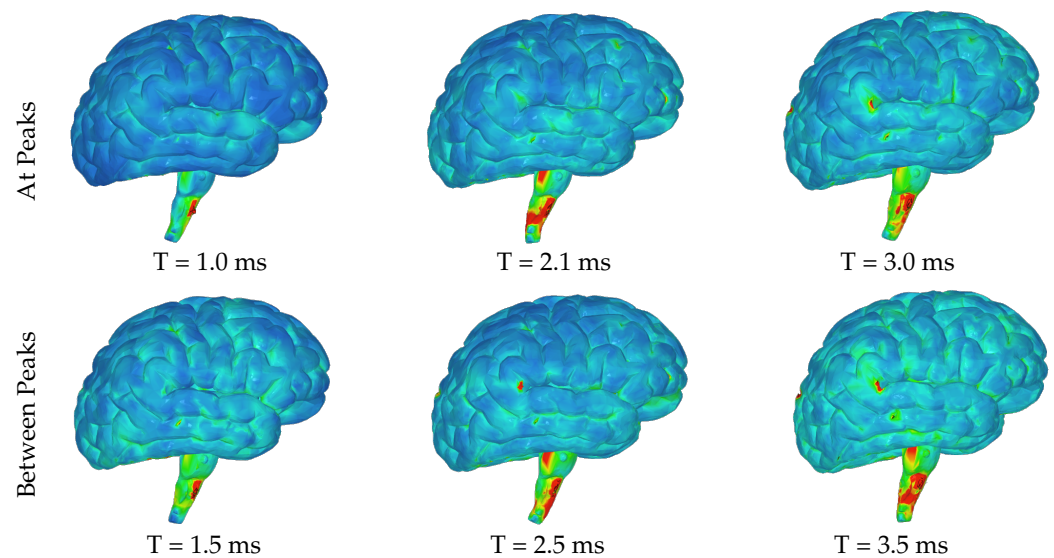 At Peaks
T = 1.0 ms
T = 2.1 ms
T = 3.0 ms
Between Peaks
T = 1.5 ms
T = 2.5 ms
T = 3.5 ms